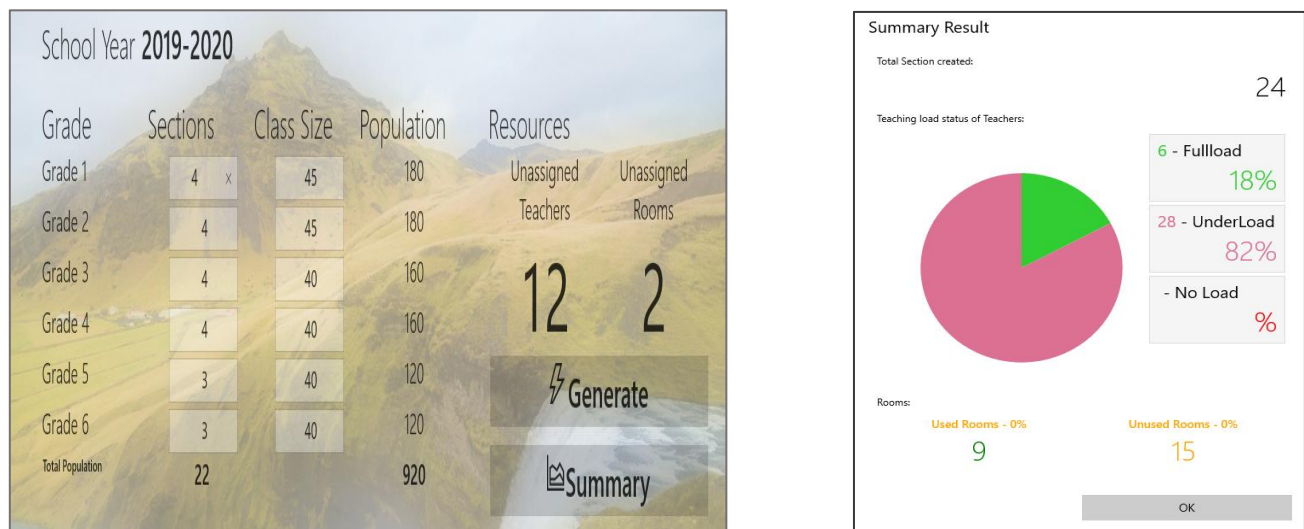 School Year 2019-2020
Grade Sections Class Size Population Resources
Grade 1 4 × 45 180 Unassigned Teachers Unassigned Rooms
Grade 2 4 45 180
Grade 3 4 40 160 12 2
Grade 4 4 40 160
Grade 5 3 40 120 Generate
Grade 6 3 40 120
Total Population 22 920 Summary
Summary Result
Total Section created:
24
Teaching load status of Teachers:
6 - Fullload
18%
28 - UnderLoad
82%
- No Load
%
Rooms:
Used Rooms - 0% Unused Rooms - 0%
9 15
OK